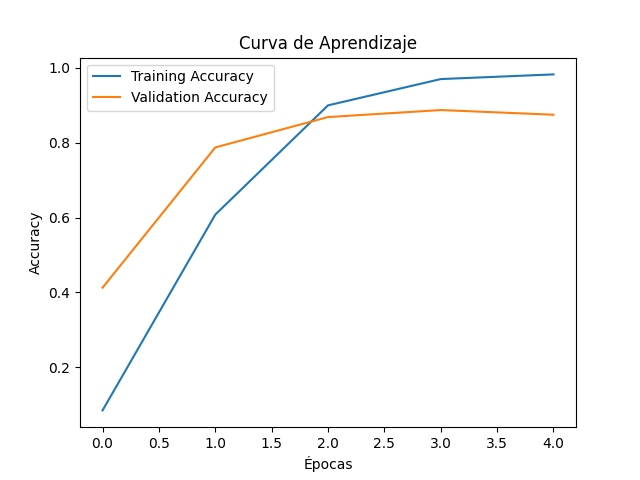 Curva de Aprendizaje
Training Accuracy
Validation Accuracy
1.0
0.8
0.6
0.4
0.2
Accuracy
0.0 0.5 1.0 1.5 2.0 2.5 3.0 3.5 4.0
Épocas